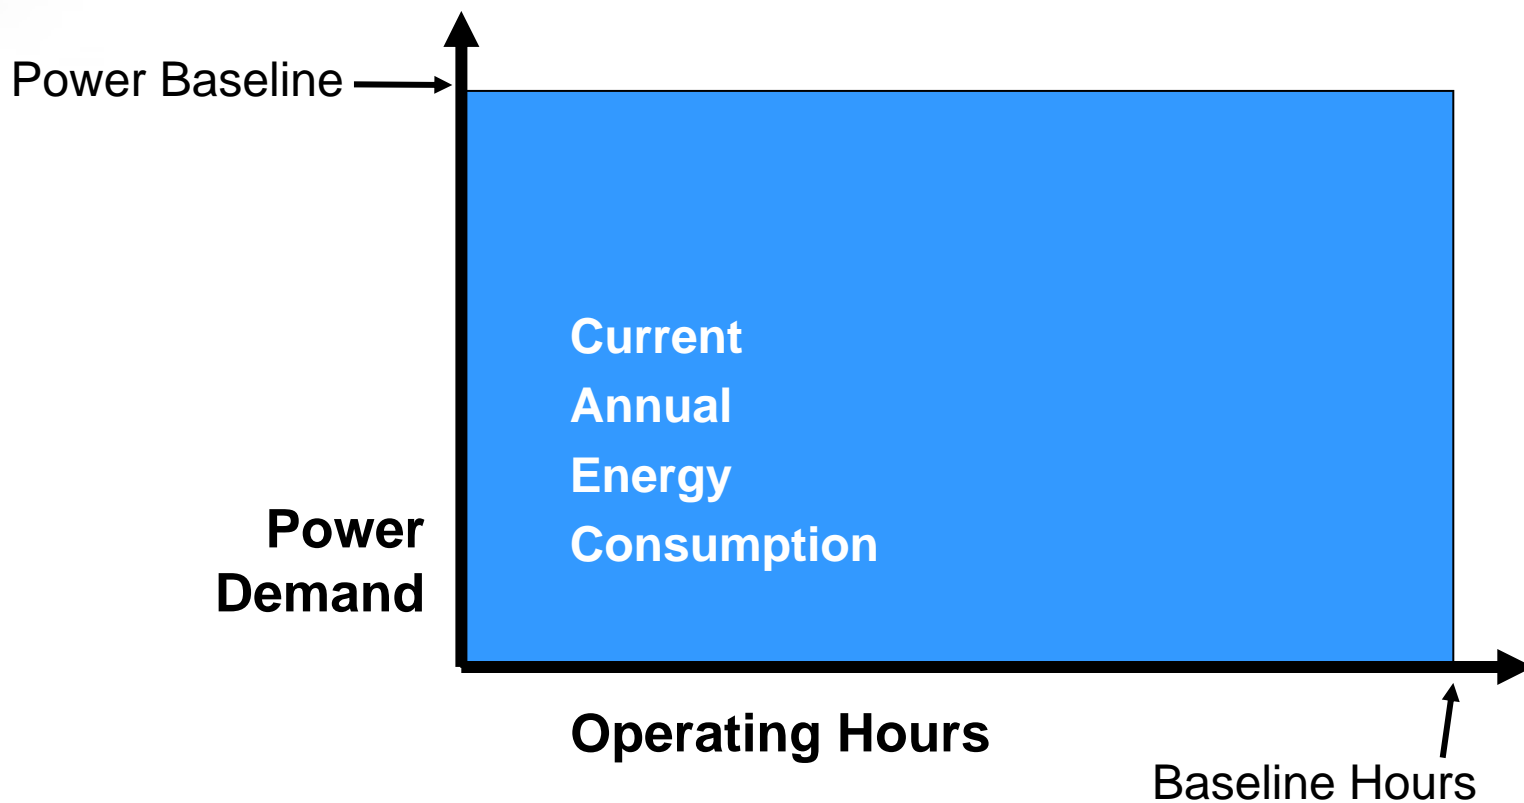 Power Baseline
Current
Annual
Energy
Consumption
Power
Demand
Operating Hours
Baseline Hours